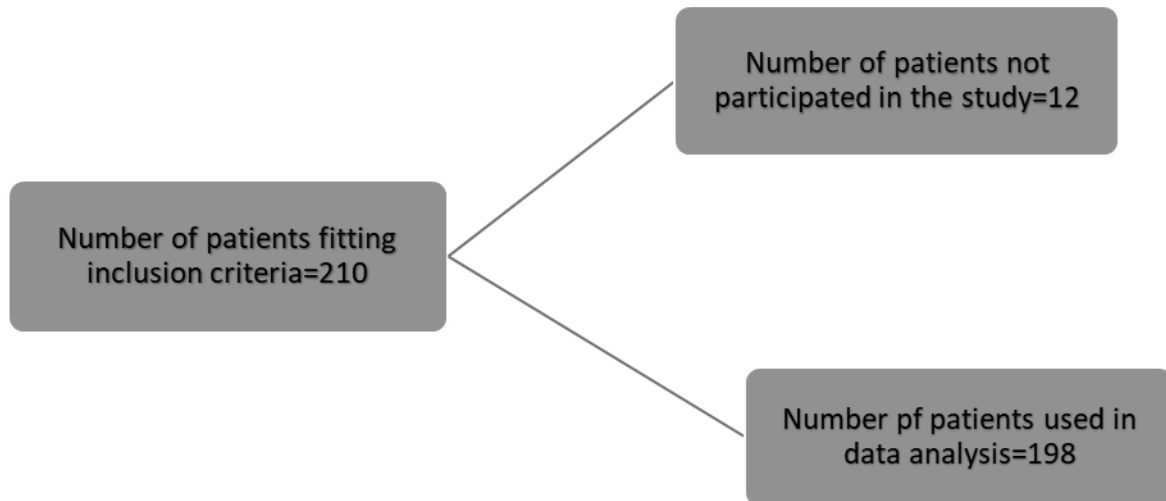 Number of patients not
participated in the study=12
Number of patients fitting
inclusion criteria=210
Number pf patients used in
data analysis=198